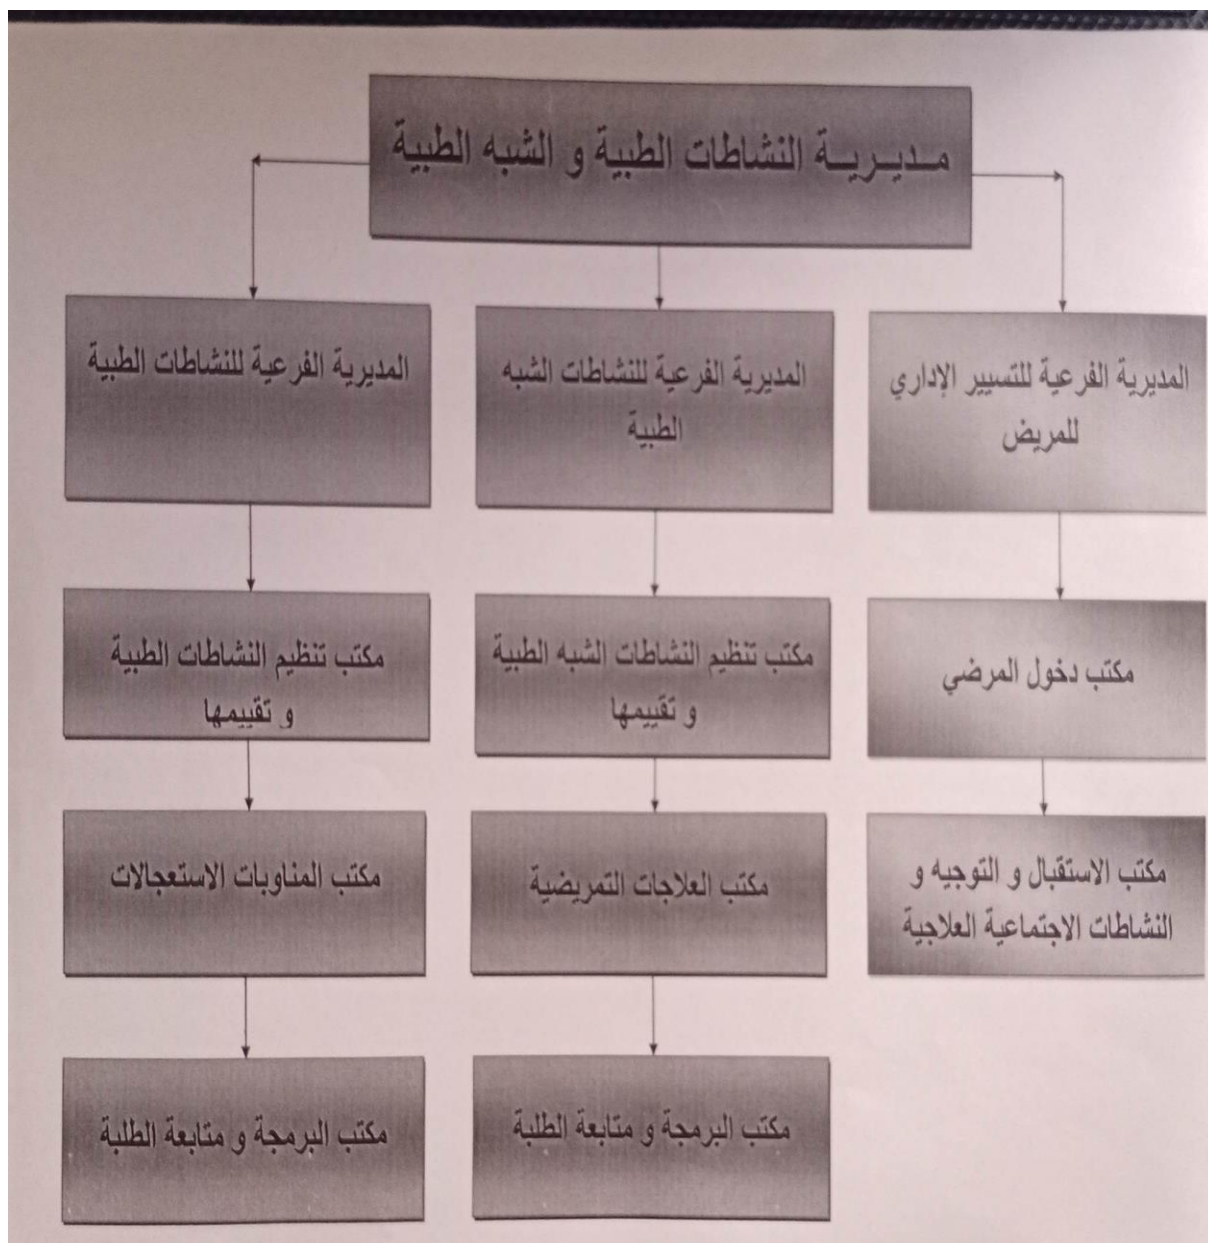 مديرية النشاطات الطبية و الشبه الطبية
المديرية الفرعية للتسيير الإداري
للمريض
المديرية الفرعية للنشاطات الشبه
الطبية
المديرية الفرعية للنشاطات الطبية
مكتب دخول المرضي
مكتب تنظيم النشاطات الشبه الطبية
و تقييمها
مكتب تنظيم النشاطات الطبية
و تقييمها
مكتب الاستقبال و التوجيه و
النشاطات الاجتماعية العلاجية
مكتب العلاجات التمريضية
مكتب المناوبات الاستعجالات
مكتب البرمجة و متابعة الطلبة
مكتب البرمجة و متابعة الطلبة